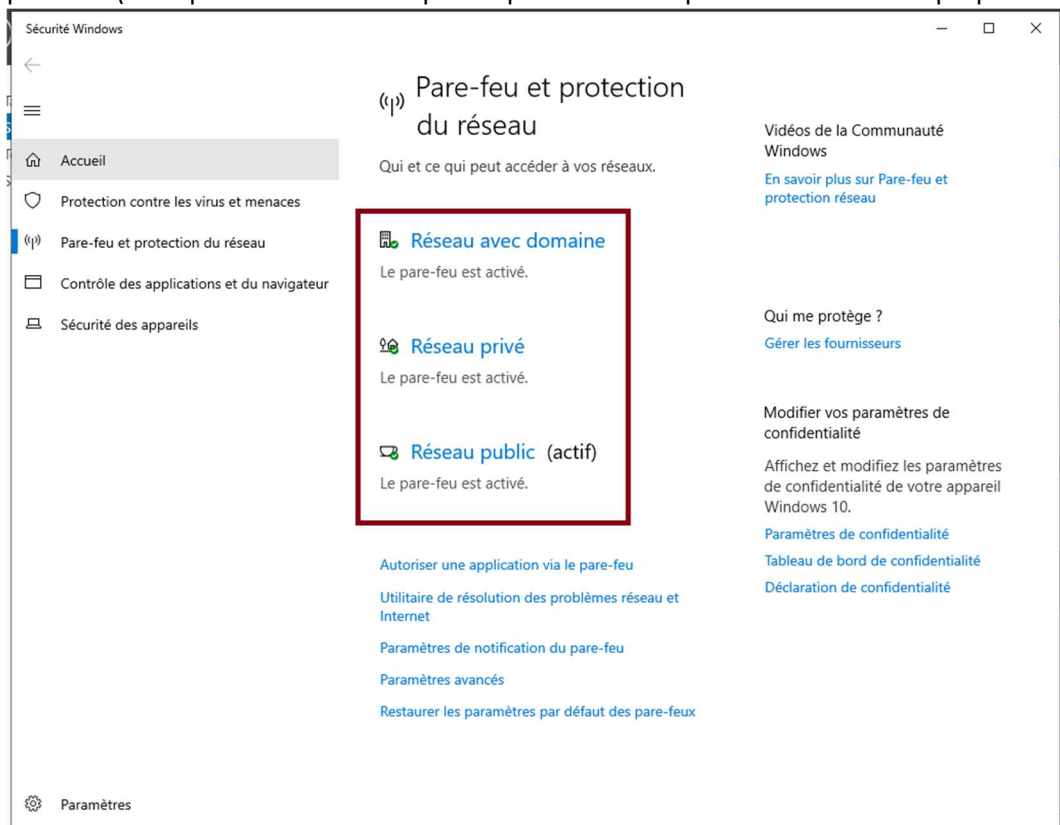 Sécurité Windows
Accueil
Protection contre les virus et menaces
Pare-feu et protection du réseau
Contrôle des applications et du navigateur
Sécurité des appareils
Paramètres
Pare-feu et protection
du réseau
Qui et ce qui peut accéder à vos réseaux.
Réseau avec domaine
Le pare-feu est activé.
Réseau privé
Le pare-feu est activé.
Réseau public (actif)
Le pare-feu est activé.
Autoriser une application via le pare-feu
Utilitaire de résolution des problèmes réseau et
Internet
Paramètres de notification du pare-feu
Paramètres avancés
Restaurer les paramètres par défaut des pare-feux
Vidéos de la Communauté
Windows
En savoir plus sur Pare-feu et
protection réseau
Qui me protège ?
Gérer les fournisseurs
Modifier vos paramètres de
confidentialité
Affichez et modifiez les paramètres
de confidentialité de votre appareil
Windows 10.
Paramètres de confidentialité
Tableau de bord de confidentialité
Déclaration de confidentialité